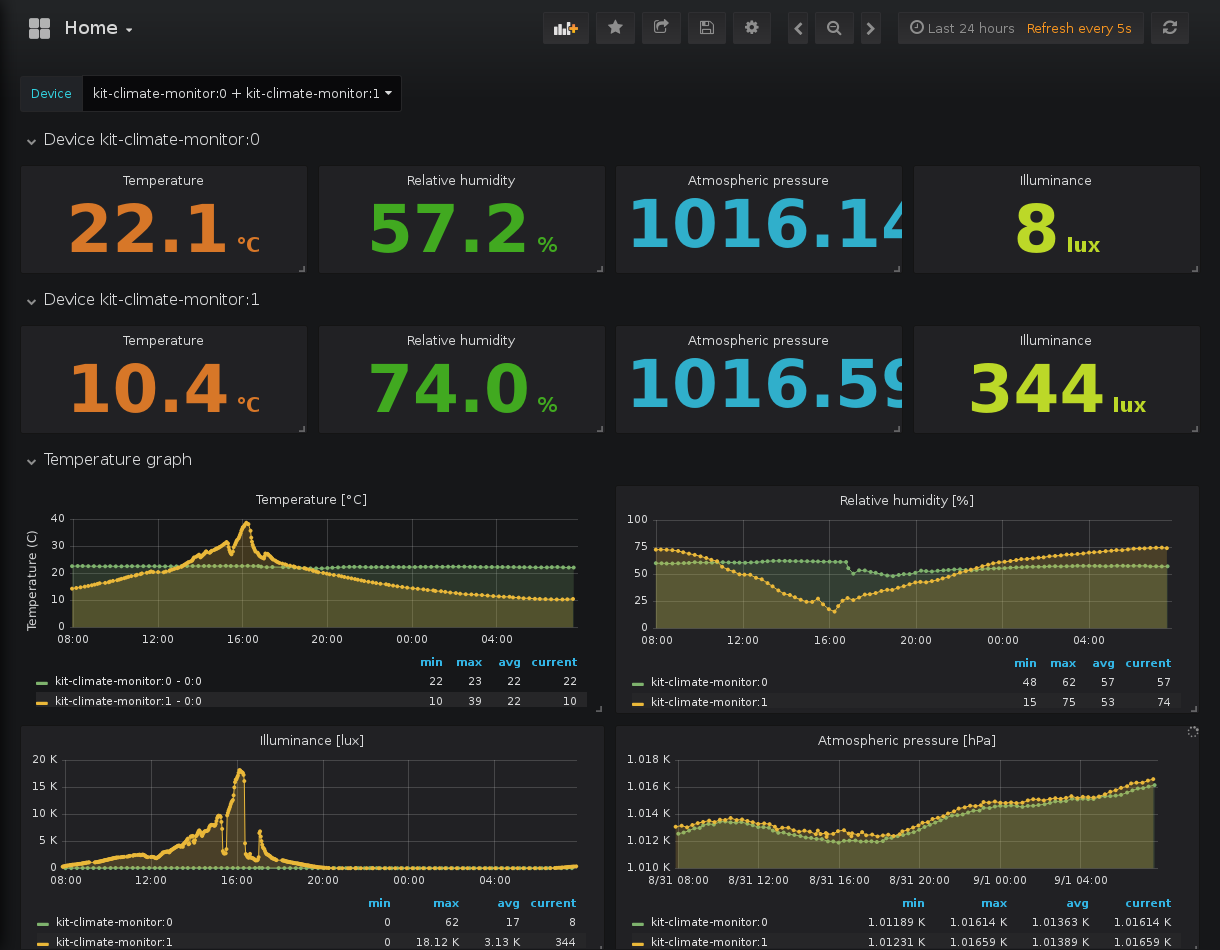 Home
Last 24 hours Refresh every 5s
Device kit-climate-monitor:0 + kit-climate-monitor:1
Device kit-climate-monitor:0
Temperature Relative humidity Atmospheric pressure Illuminance
22.1 °C 57.2 % 1016.14 8 lux
Device kit-climate-monitor:1
Temperature Relative humidity Atmospheric pressure Illuminance
10.4 °C 74.0 % 1016.59 344 lux
Temperature graph
Temperature [°C]
Temperature (C)
40
30
20
10
0
08:00 12:00 16:00 20:00 00:00 04:00
min max avg current
kit-climate-monitor:0 - 0:0 22 23 22 22
kit-climate-monitor:1 - 0:0 10 39 22 10
Relative humidity [%]
100
75
50
25
0
08:00 12:00 16:00 20:00 00:00 04:00
min max avg current
kit-climate-monitor:0 48 62 57 57
kit-climate-monitor:1 15 75 53 74
Illuminance [lux]
20 K
15 K
10 K
5 K
0
08:00 12:00 16:00 20:00 00:00 04:00
min max avg current
kit-climate-monitor:0 0 62 17 8
kit-climate-monitor:1 0 18.12 K 3.13 K 344
Atmospheric pressure [hPa]
1.018 K
1.016 K
1.014 K
1.012 K
1.010 K
8/31 08:00 8/31 12:00 8/31 16:00 8/31 20:00 9/1 00:00 9/1 04:00
min max avg current
kit-climate-monitor:0 1.01189 K 1.01614 K 1.01363 K 1.01614 K
kit-climate-monitor:1 1.01231 K 1.01659 K 1.01389 K 1.01659 K